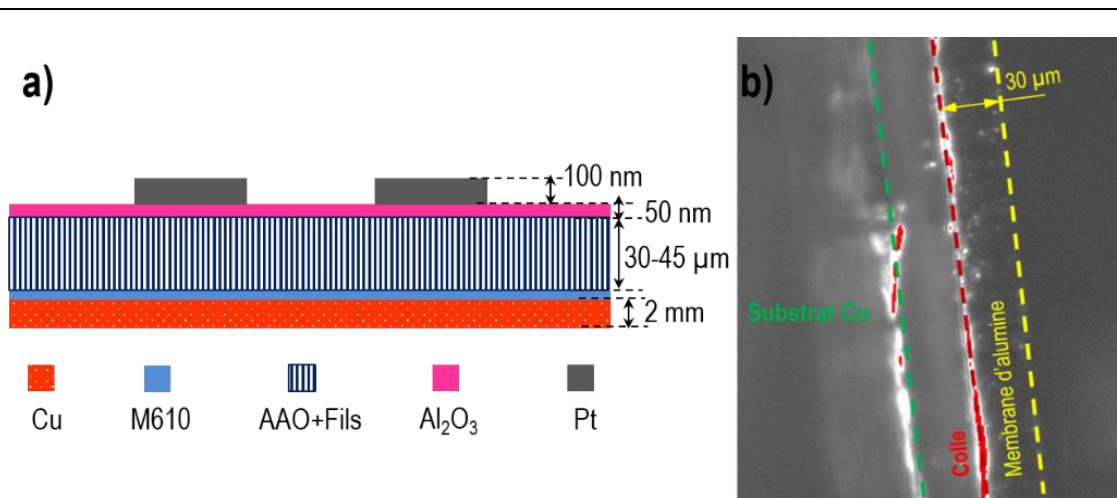 a)
100 nm
50 nm
30-45 µm
2 mm
Cu
M610
AAO+Fils
Al₂O₃
Pt
b)
30 µm
Substrat Cu
Colle
Membrane d'alumine